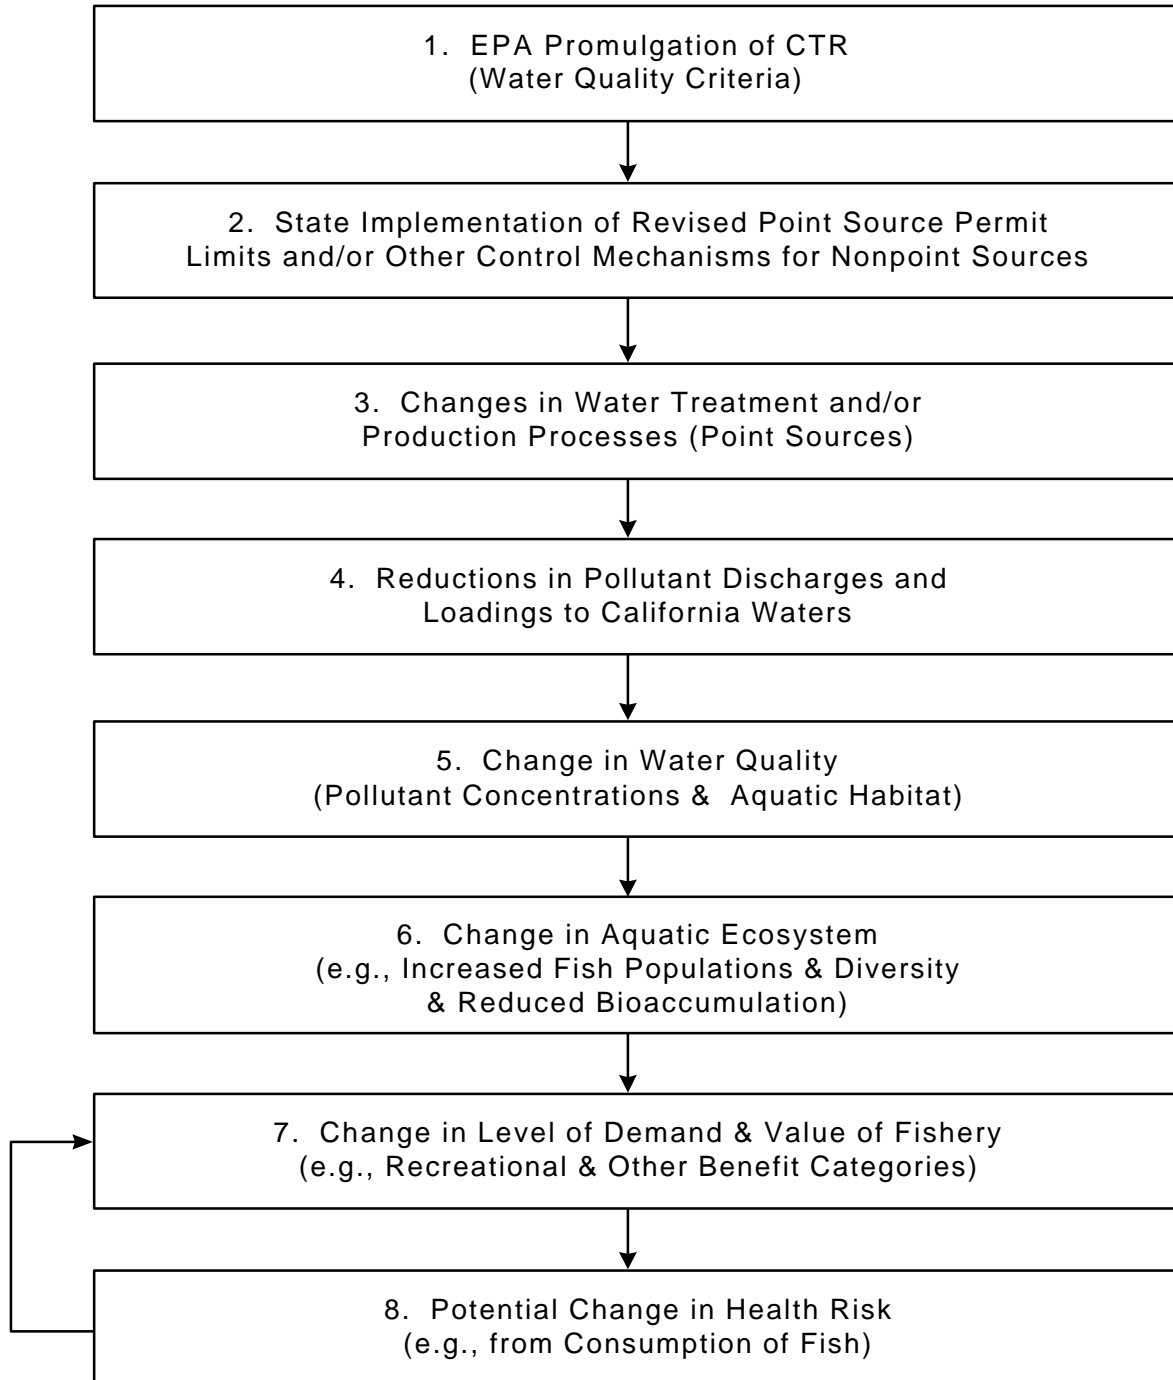 1. EPA Promulgation of CTR
(Water Quality Criteria)
2. State Implementation of Revised Point Source Permit
Limits and/or Other Control Mechanisms for Nonpoint Sources
3. Changes in Water Treatment and/or
Production Processes (Point Sources)
4. Reductions in Pollutant Discharges and
Loadings to California Waters
5. Change in Water Quality
(Pollutant Concentrations & Aquatic Habitat)
6. Change in Aquatic Ecosystem
(e.g., Increased Fish Populations & Diversity
& Reduced Bioaccumulation)
7. Change in Level of Demand & Value of Fishery
(e.g., Recreational & Other Benefit Categories)
8. Potential Change in Health Risk
(e.g., from Consumption of Fish)